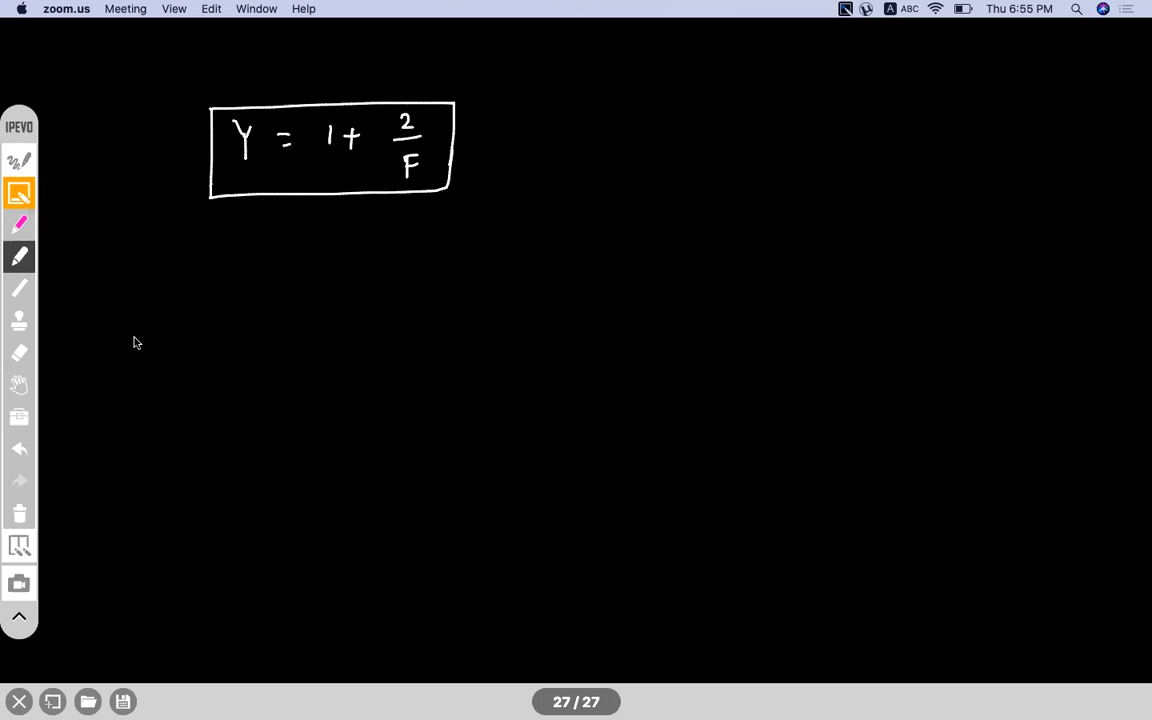 zoom.us Meeting View Edit Window Help A ABC Thu 6:55 PM
IPEVO
Y = 1 + 2/F
27 / 27